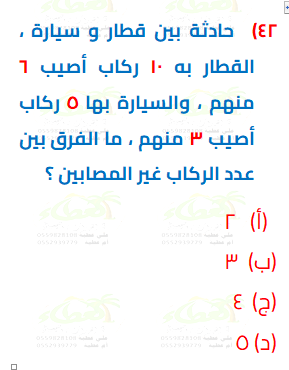 ٤٢) حادثة بين قطار و سيارة ،
القطار به ١٠ ركاب أصيب ٦
منهم ، والسيارة بها ٥ ركاب
أصيب ٣ منهم ، ما الفرق بين
عدد الركاب غير المصابين ؟
(أ) ٢
(ب) ٣
(ج) ٤
(د) ٥